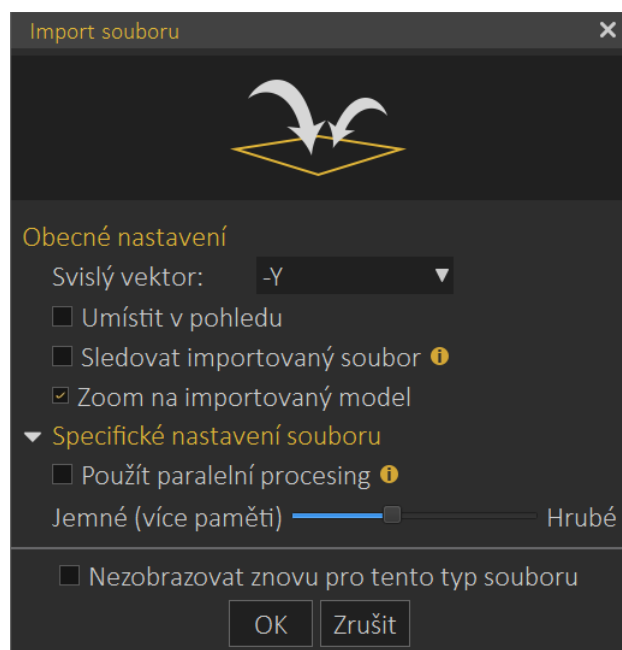 Import souboru
Obecné nastavení
Svislý vektor: -Y
Umístit v pohledu
Sledovat importovaný soubor
Zoom na importovaný model
Specifické nastavení souboru
Použít paralelní procesing
Jemné (více paměti) Hrubé
Nezobrazovat znovu pro tento typ souboru
OK Zrušit